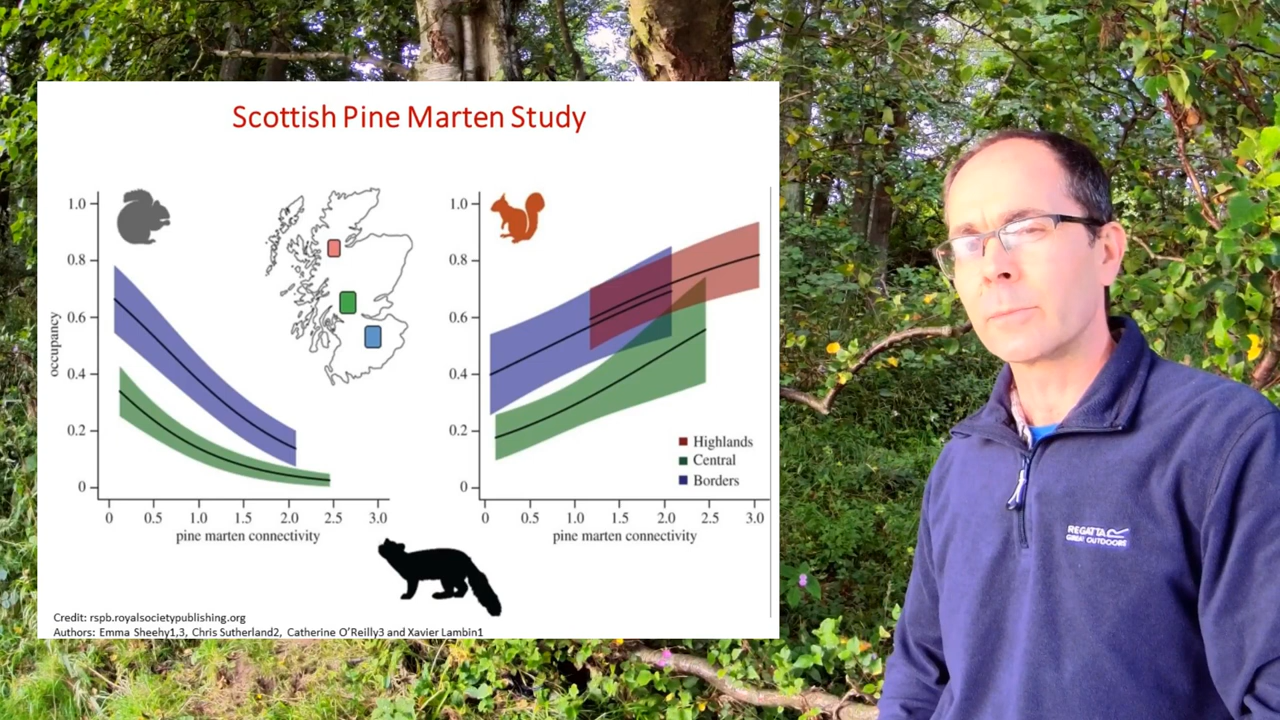 Scottish Pine Marten Study
occupancy
1.0
0.8
0.6
0.4
0.2
0
0 0.5 1.0 1.5 2.0 2.5 3.0
pine marten connectivity
1.0
0.8
0.6
0.4
0.2
0
Highlands
Central
Borders
0 0.5 1.0 1.5 2.0 2.5 3.0
pine marten connectivity
Credit: rspb.royalsocietypublishing.org
Authors: Emma Sheehy1,3, Chris Sutherland2, Catherine O'Reilly3 and Xavier Lambin1
REGATTA
GREAT OUTDOORS